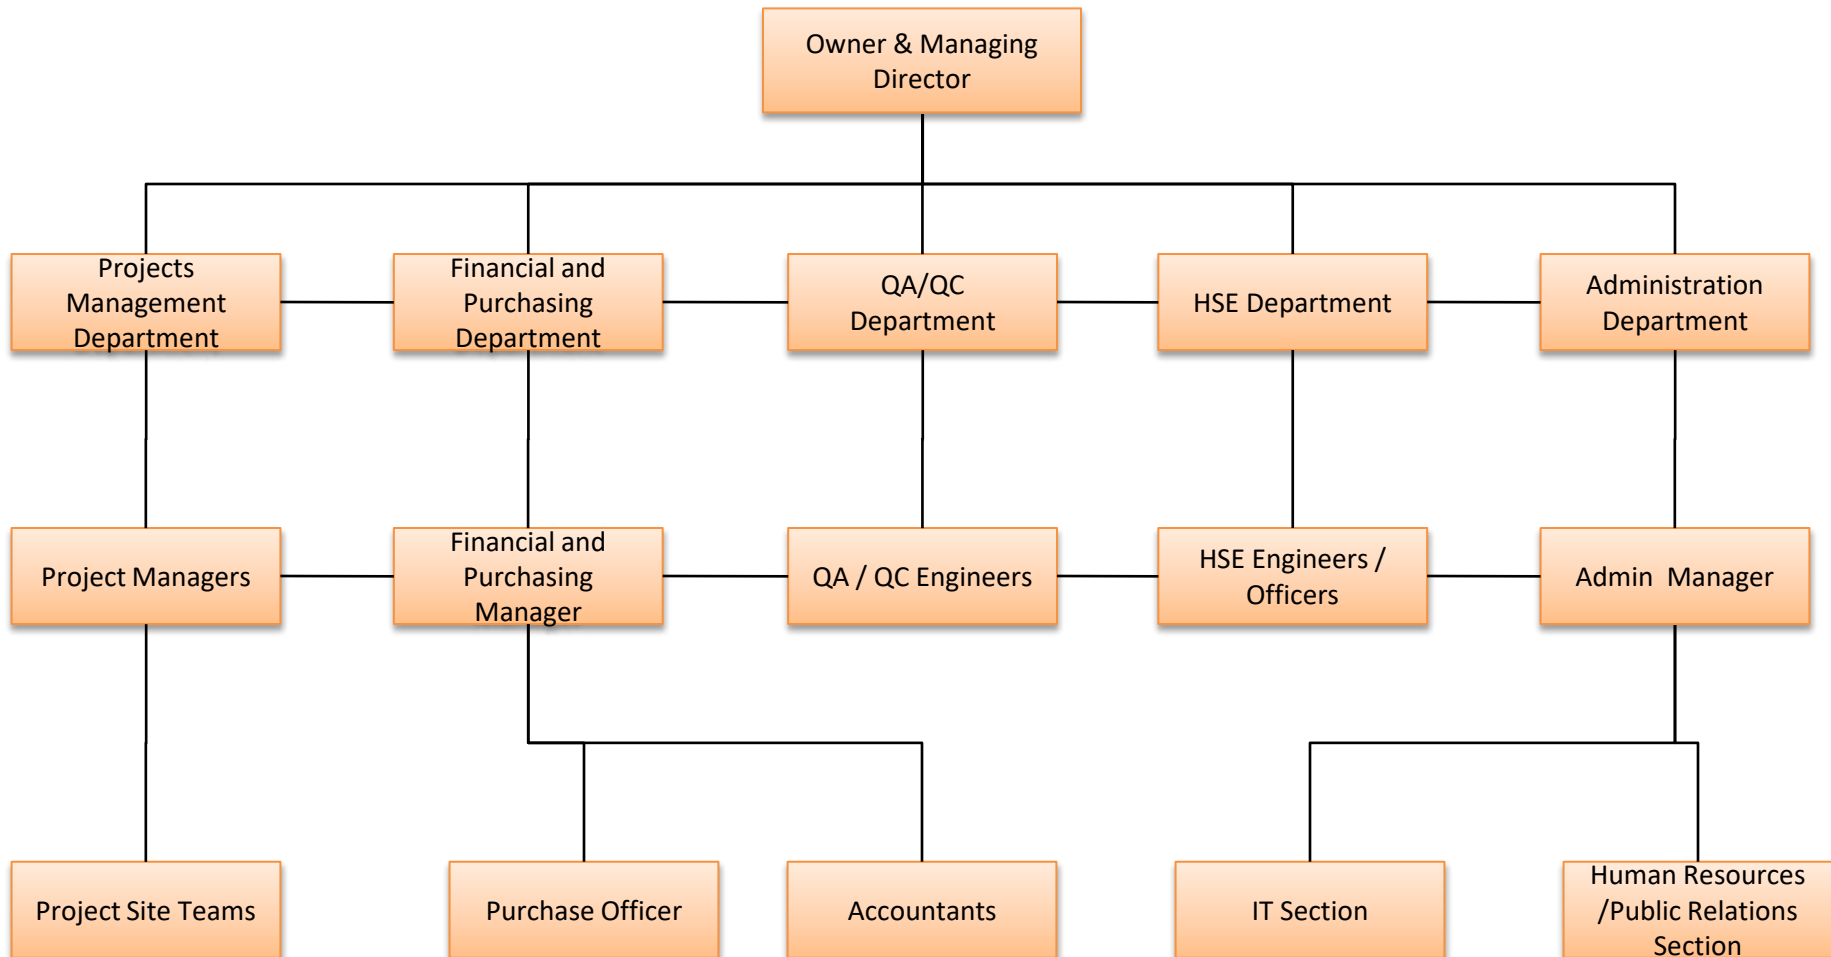 Owner & Managing
Director
Projects
Management
Department
Financial and
Purchasing
Department
QA/QC
Department
HSE Department
Administration
Department
Project Managers
Financial and
Purchasing
Manager
QA / QC Engineers
HSE Engineers /
Officers
Admin  Manager
Project Site Teams
Purchase Officer
Accountants
IT Section
Human Resources
/Public Relations
Section